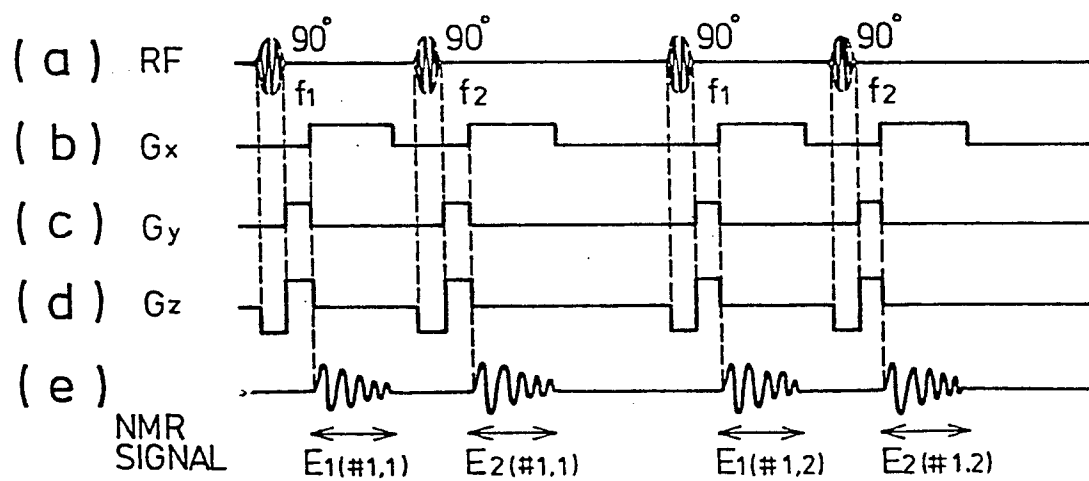 (a) RF 90° f1 90° f2 90° f1 90° f2
(b) Gx
(c) Gy
(d) Gz
(e)
NMR
SIGNAL E1(#1,1) E2(#1,1) E1(#1,2) E2(#1.2)